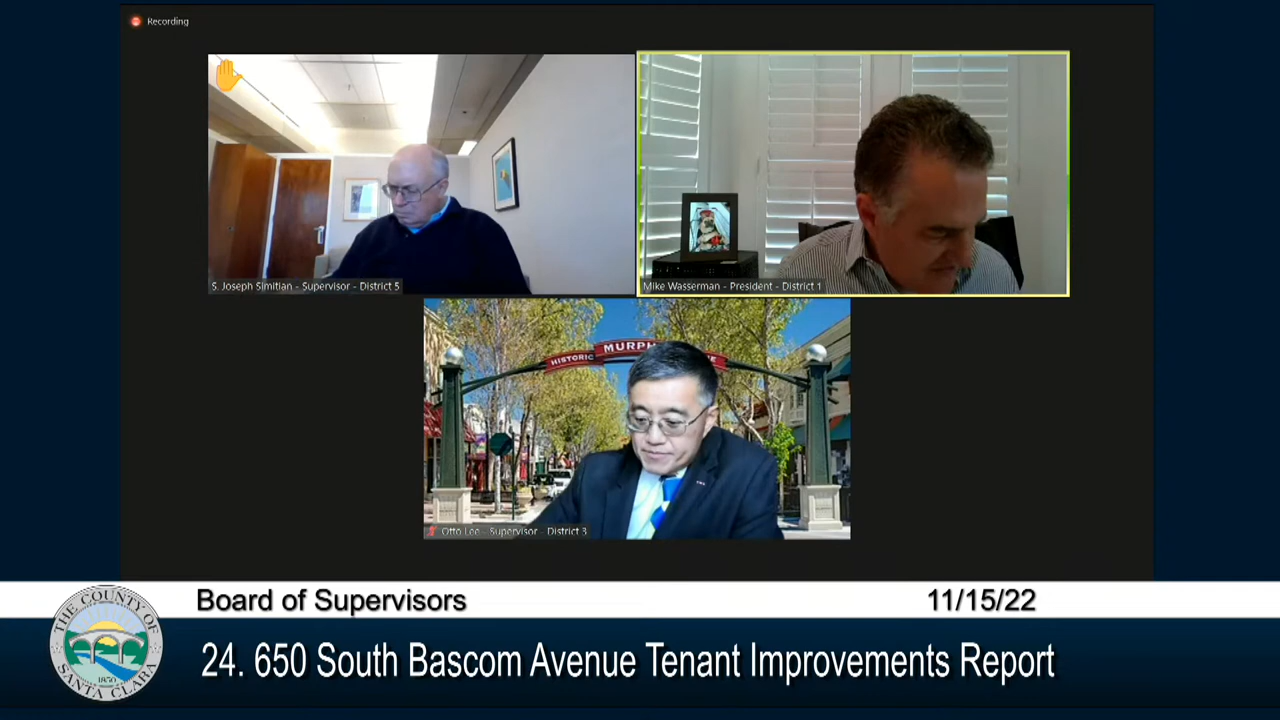 Recording
S. Joseph Simitian - Supervisor - District 5
Mike Wasserman - President - District 1
HISTORIC MURPH
Otto Lee - Supervisor - District 3
Board of Supervisors
11/15/22
THE COUNTY OF
SANTA CLARA
1850
24. 650 South Bascom Avenue Tenant Improvements Report